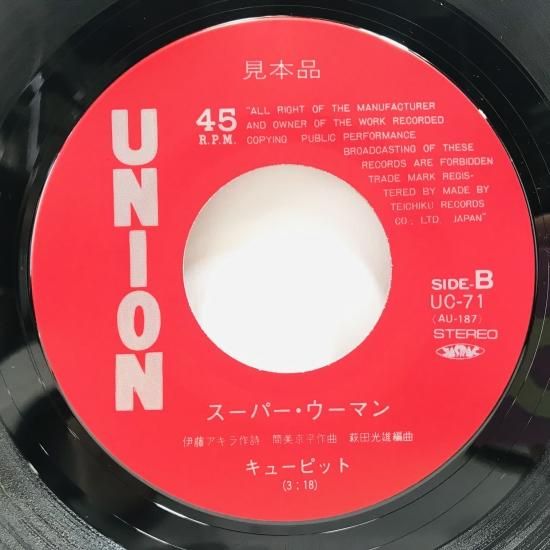 見本品
UNION
45
R.P.M.
"ALL RIGHT OF THE MANUFACTURER
AND OWNER OF THE WORK RECORDED
COPYING PUBLIC PERFORMANCE
BROADCASTING OF THESE
RECORDS ARE FORBIDDEN
TRADE MARK REGIS-
TERED BY MADE BY
TEICHIKU RECORDS
CO., LTD. JAPAN"
SIDE-B
UC-71
(AU-187)
STEREO
スーパー・ウーマン
伊藤アキラ作詩 筒美京平作曲 萩田光雄編曲
キューピット
(3:18)